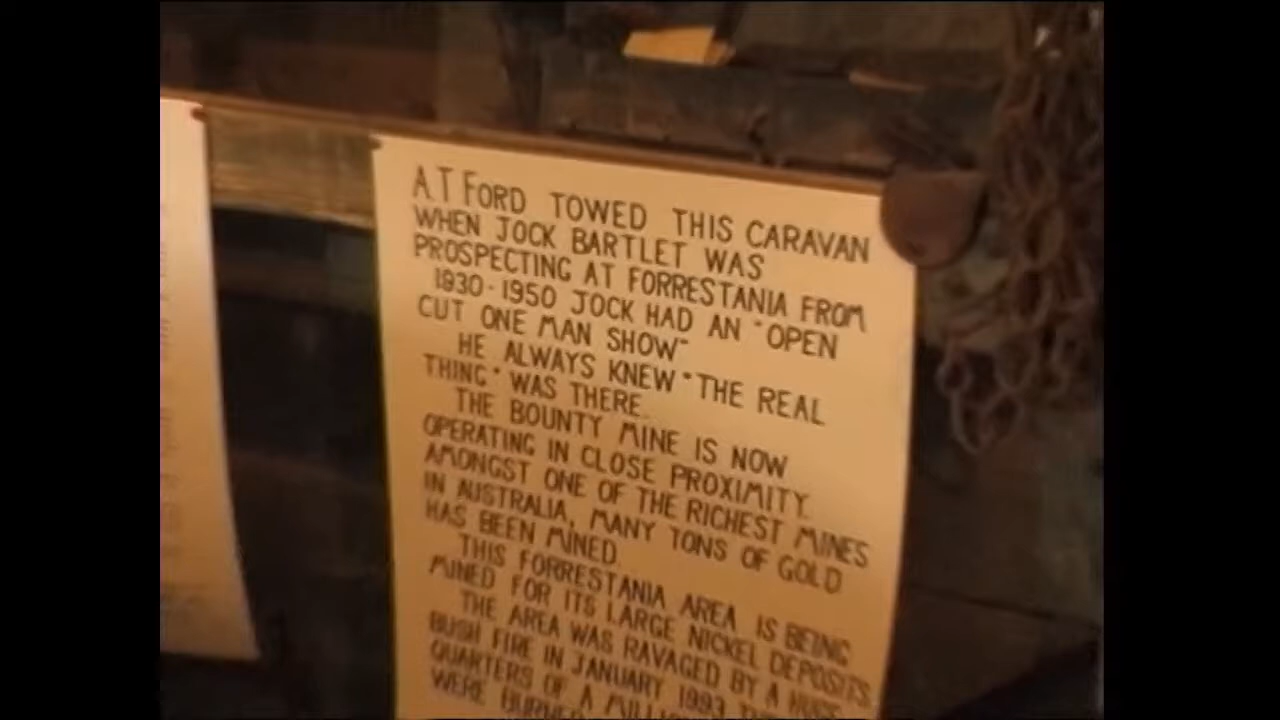 A.T FORD TOWED THIS CARAVAN
WHEN JOCK BARTLET WAS
PROSPECTING AT FORRESTANIA FROM
1930-1950 JOCK HAD AN "OPEN
CUT ONE MAN SHOW"
HE ALWAYS KNEW "THE REAL
THING" WAS THERE.
THE BOUNTY MINE IS NOW
OPERATING IN CLOSE PROXIMITY.
AMONGST ONE OF THE RICHEST MINES
IN AUSTRALIA, MANY TONS OF GOLD
HAS BEEN MINED.
THIS FORRESTANIA AREA IS BEING
MINED FOR ITS LARGE NICKEL DEPOSITS.
THE AREA WAS RAVAGED BY A HUGE
BUSH FIRE IN JANUARY 1993
QUARTERS OF A
WERE BURNED